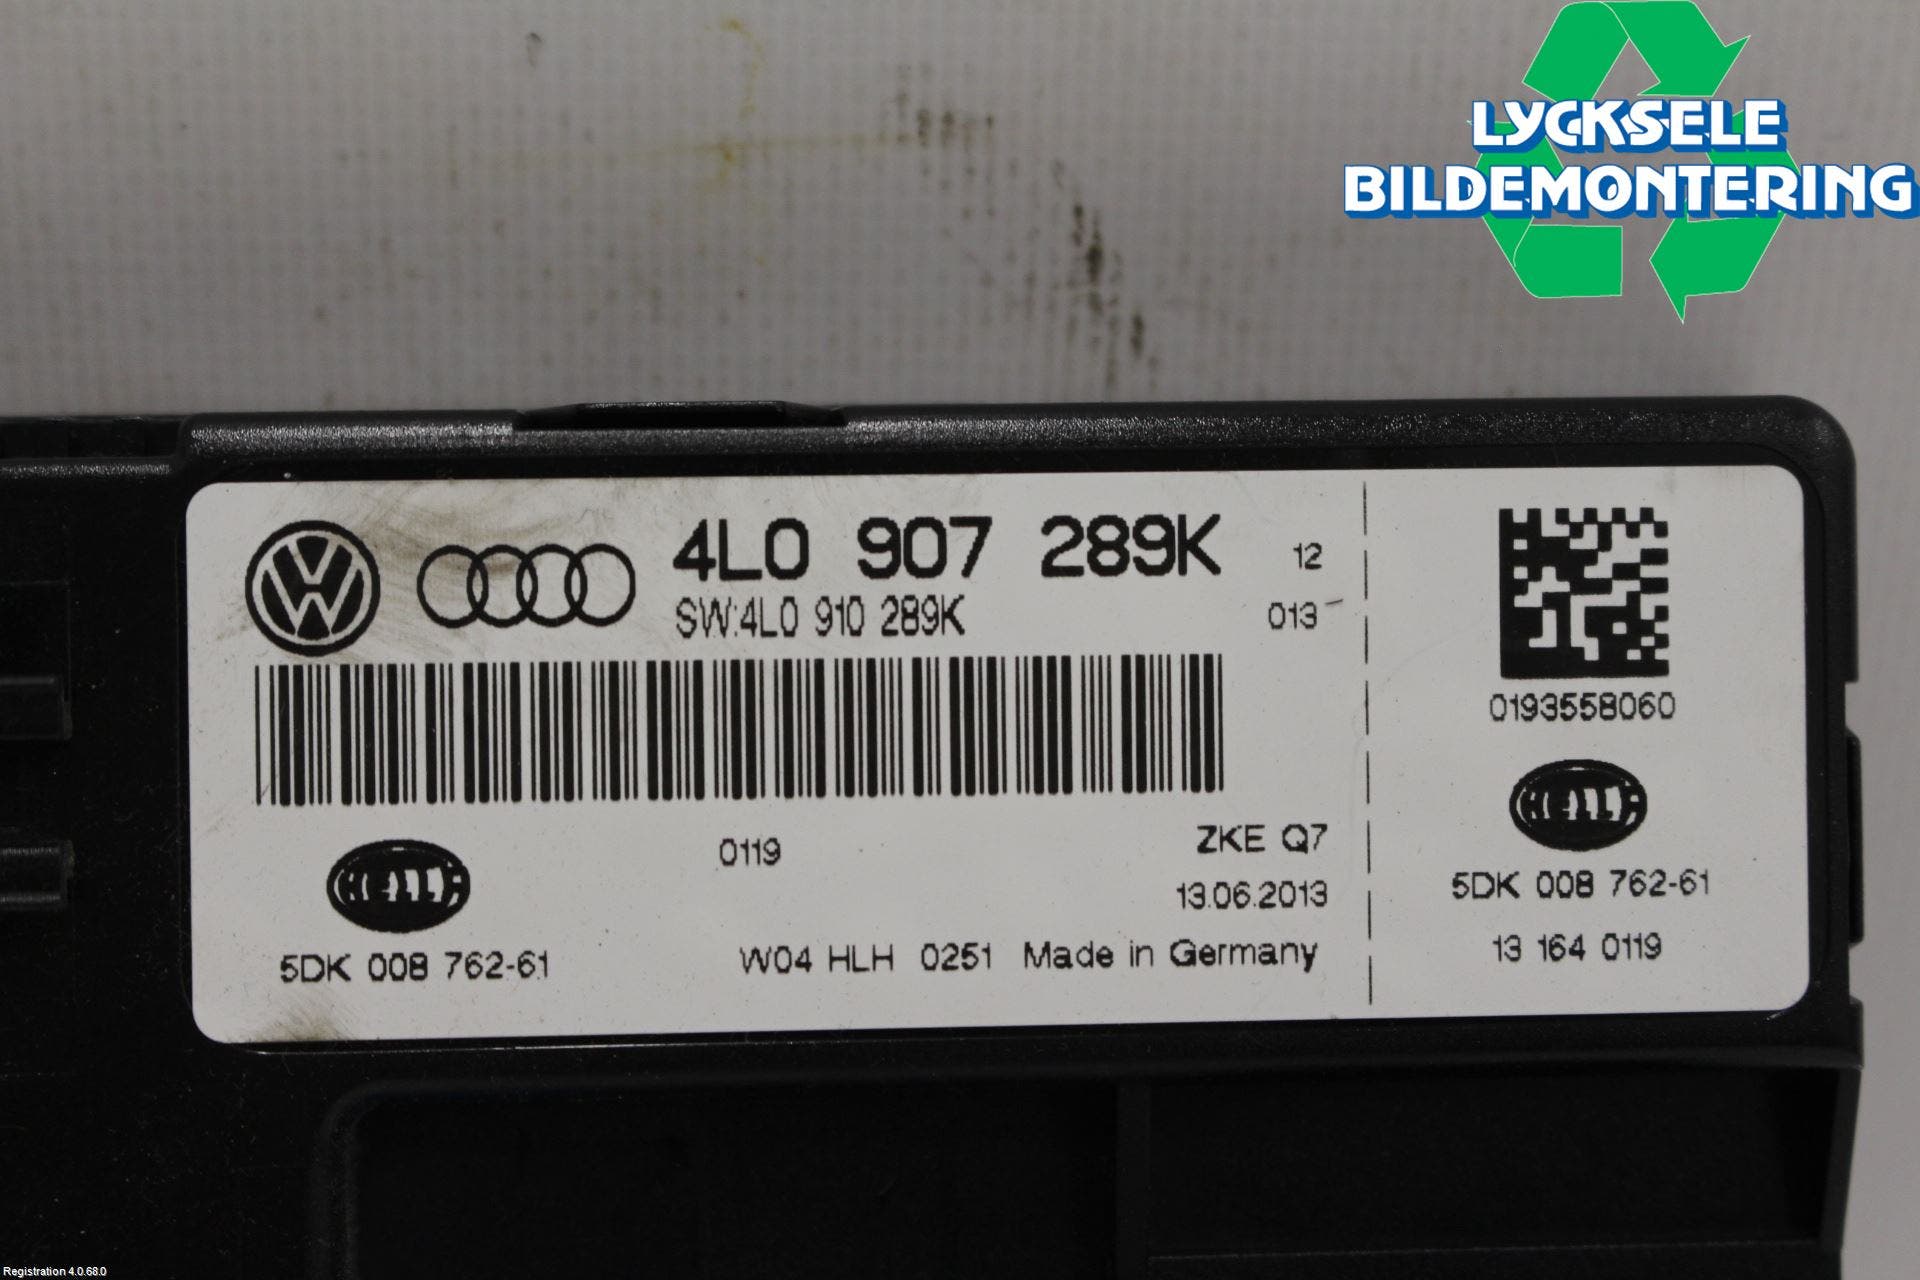 LYCKSELE
BILDEMONTERING
4L0 907 289K 12
SW:4L0 910 289K 013
0193558060
HELLA
0119
ZKE Q7
HELLA
13.06.2013
5DK 008 762-61
5DK 008 762-61
W04 HLH 0251 Made in Germany
13 164 0119
Registration 4.0.68.0